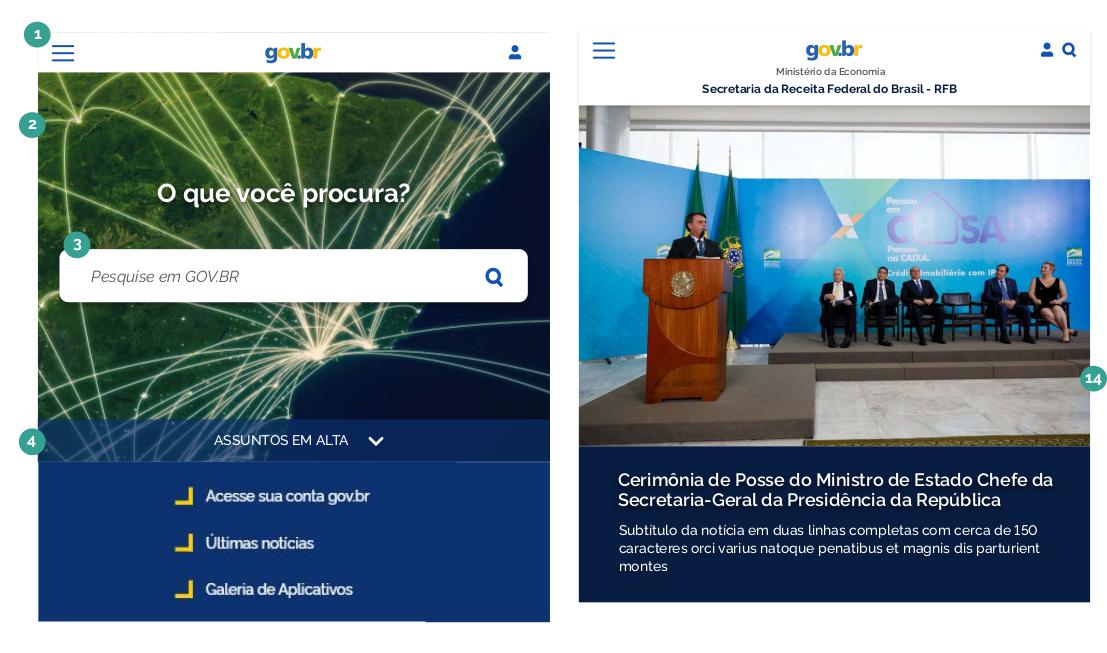 1
gov.br
2
O que você procura?
3
Pesquise em GOV.BR
4
ASSUNTOS EM ALTA
Acesse sua conta gov.br
Últimas notícias
Galeria de Aplicativos
gov.br
Ministério da Economia
Secretaria da Receita Federal do Brasil - RFB
Pensou
em
Pensou
na CAIXA.
Crédito Imobiliário com
14
Cerimônia de Posse do Ministro de Estado Chefe da
Secretaria-Geral da Presidência da República
Subtítulo da notícia em duas linhas completas com cerca de 150
caracteres orci varius natoque penatibus et magnis dis parturient
montes